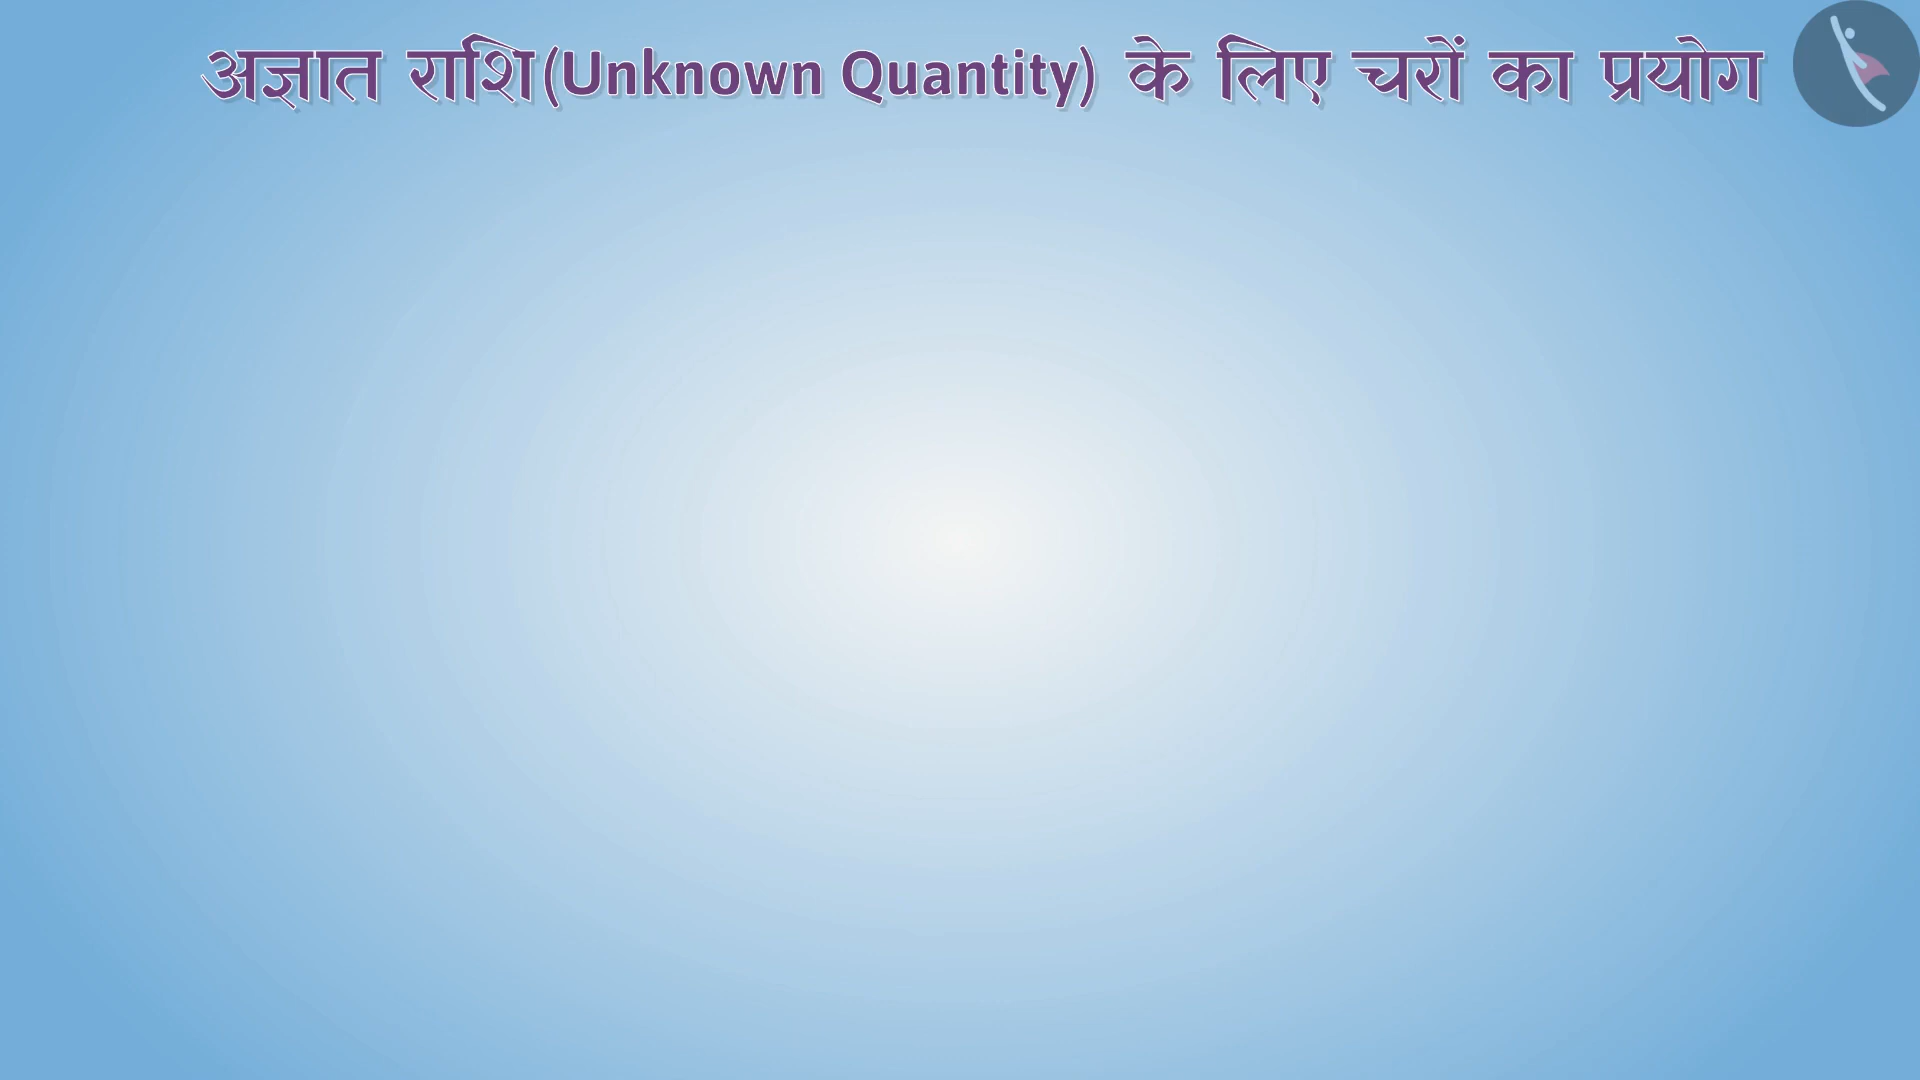 अज्ञात राशि(Unknown Quantity) के लिए चरों का प्रयोग